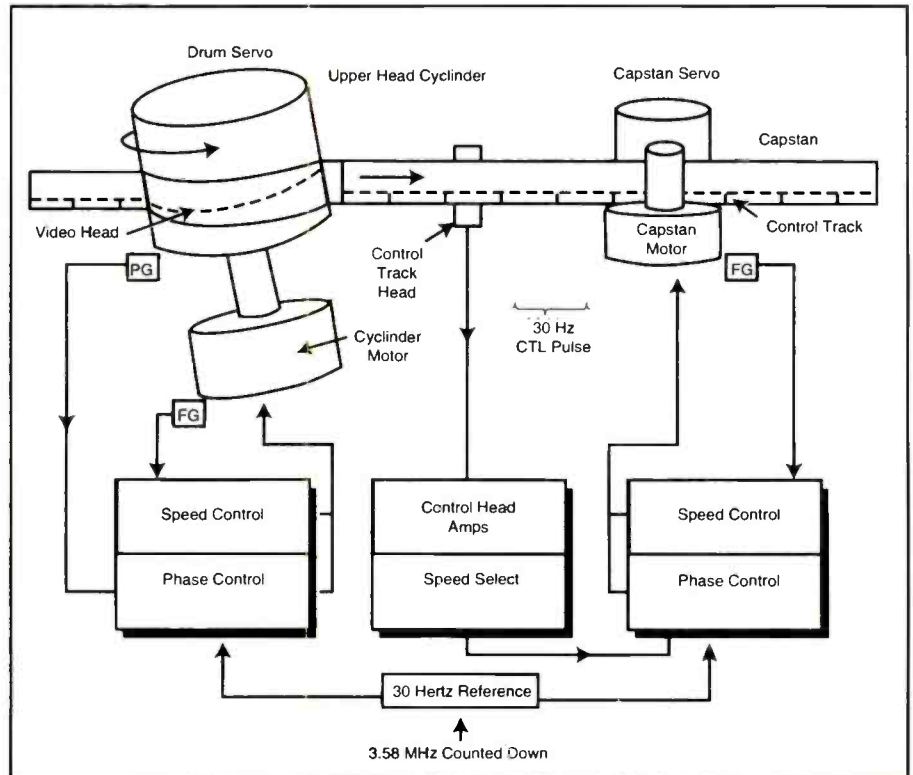 Drum Servo
Upper Head Cylinder
Capstan Servo
Capstan
Video Head
Control
Track
Head
Capstan
Motor
Control Track
PG
FG
30 Hz
CTL Pulse
Cyclinder
Motor
FG
Speed Control
Phase Control
Control Head
Amps
Speed Select
Speed Control
Phase Control
30 Hertz Reference
3.58 MHz Counted Down